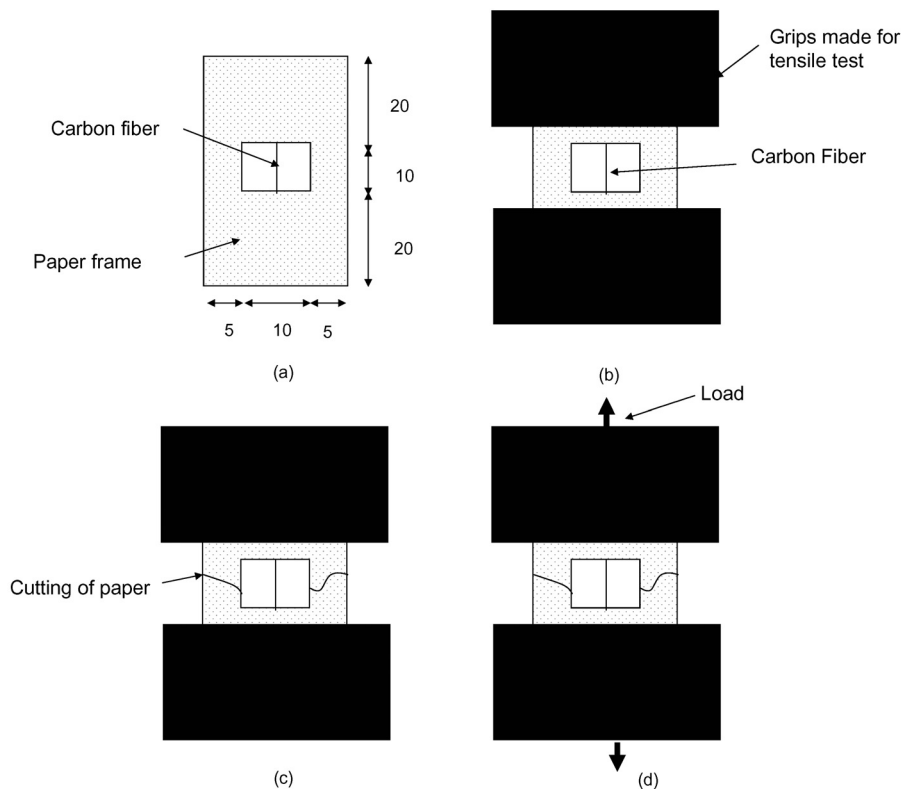 Carbon fiber
Paper frame
20
10
20
5
10
5
(a)
Grips made for
tensile test
Carbon Fiber
(b)
Cutting of paper
(c)
Load
(d)